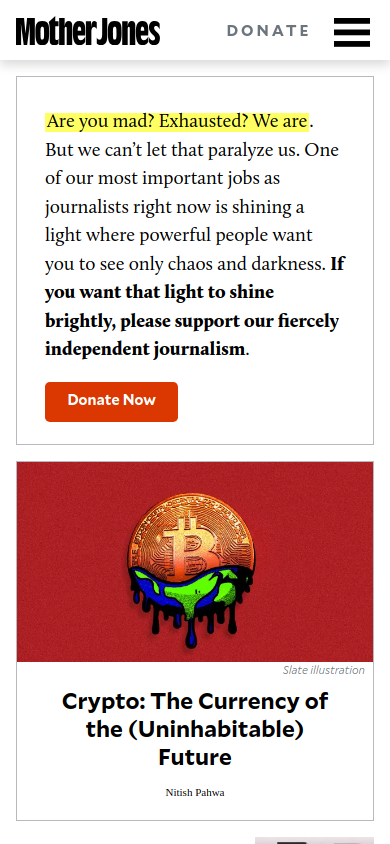 Mother Jones
DONATE
Are you mad? Exhausted? We are.
But we can’t let that paralyze us. One
of our most important jobs as
journalists right now is shining a
light where powerful people want
you to see only chaos and darkness. If
you want that light to shine
brightly, please support our fiercely
independent journalism.
Donate Now
Slate illustration
Crypto: The Currency of
the (Uninhabitable)
Future
Nitish Pahwa